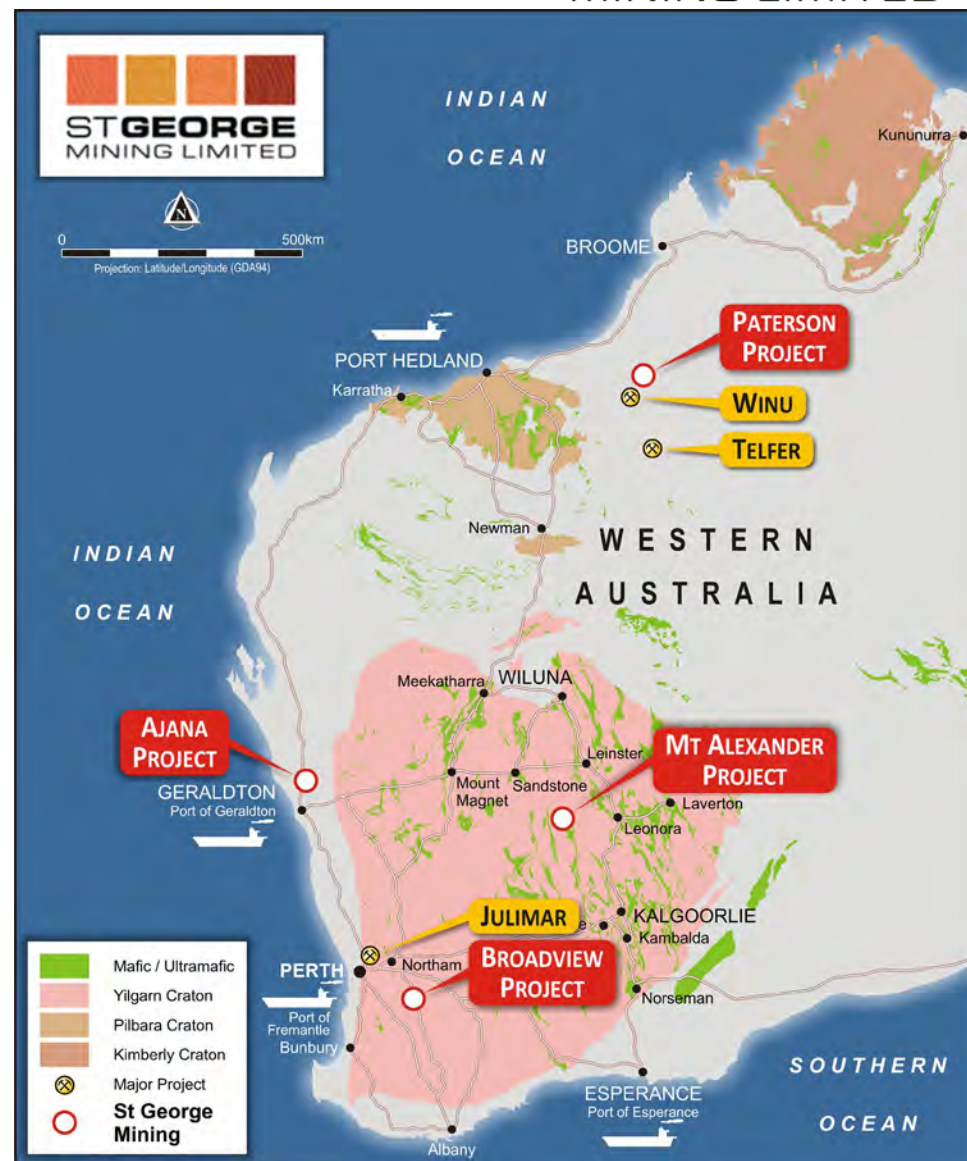 STGEORGE
MINING LIMITED
N
0 500km
Projection: Latitude/Longitude (GDA94)
INDIAN
OCEAN
Kununurra
BROOME
PATERSON
PROJECT
PORT HEDLAND
Karratha
WINU
TELFER
Newman
WESTERN
AUSTRALIA
INDIAN
OCEAN
Meekatharra
WILUNA
AJANA
PROJECT
MT ALEXANDER
PROJECT
Leinster
Mount
Magnet
Sandstone
GERALDTON
Port of Geraldton
Laverton
Leonora
JULIMAR
KALGOORLIE
Kambalda
PERTH
Northam
BROADVIEW
PROJECT
Norseman
Port of
Fremantle
Bunbury
ESPERANCE
Port of Esperance
Albany
SOUTHERN
OCEAN
Mafic / Ultramafic
Yilgarn Craton
Pilbara Craton
Kimberly Craton
Major Project
St George
Mining